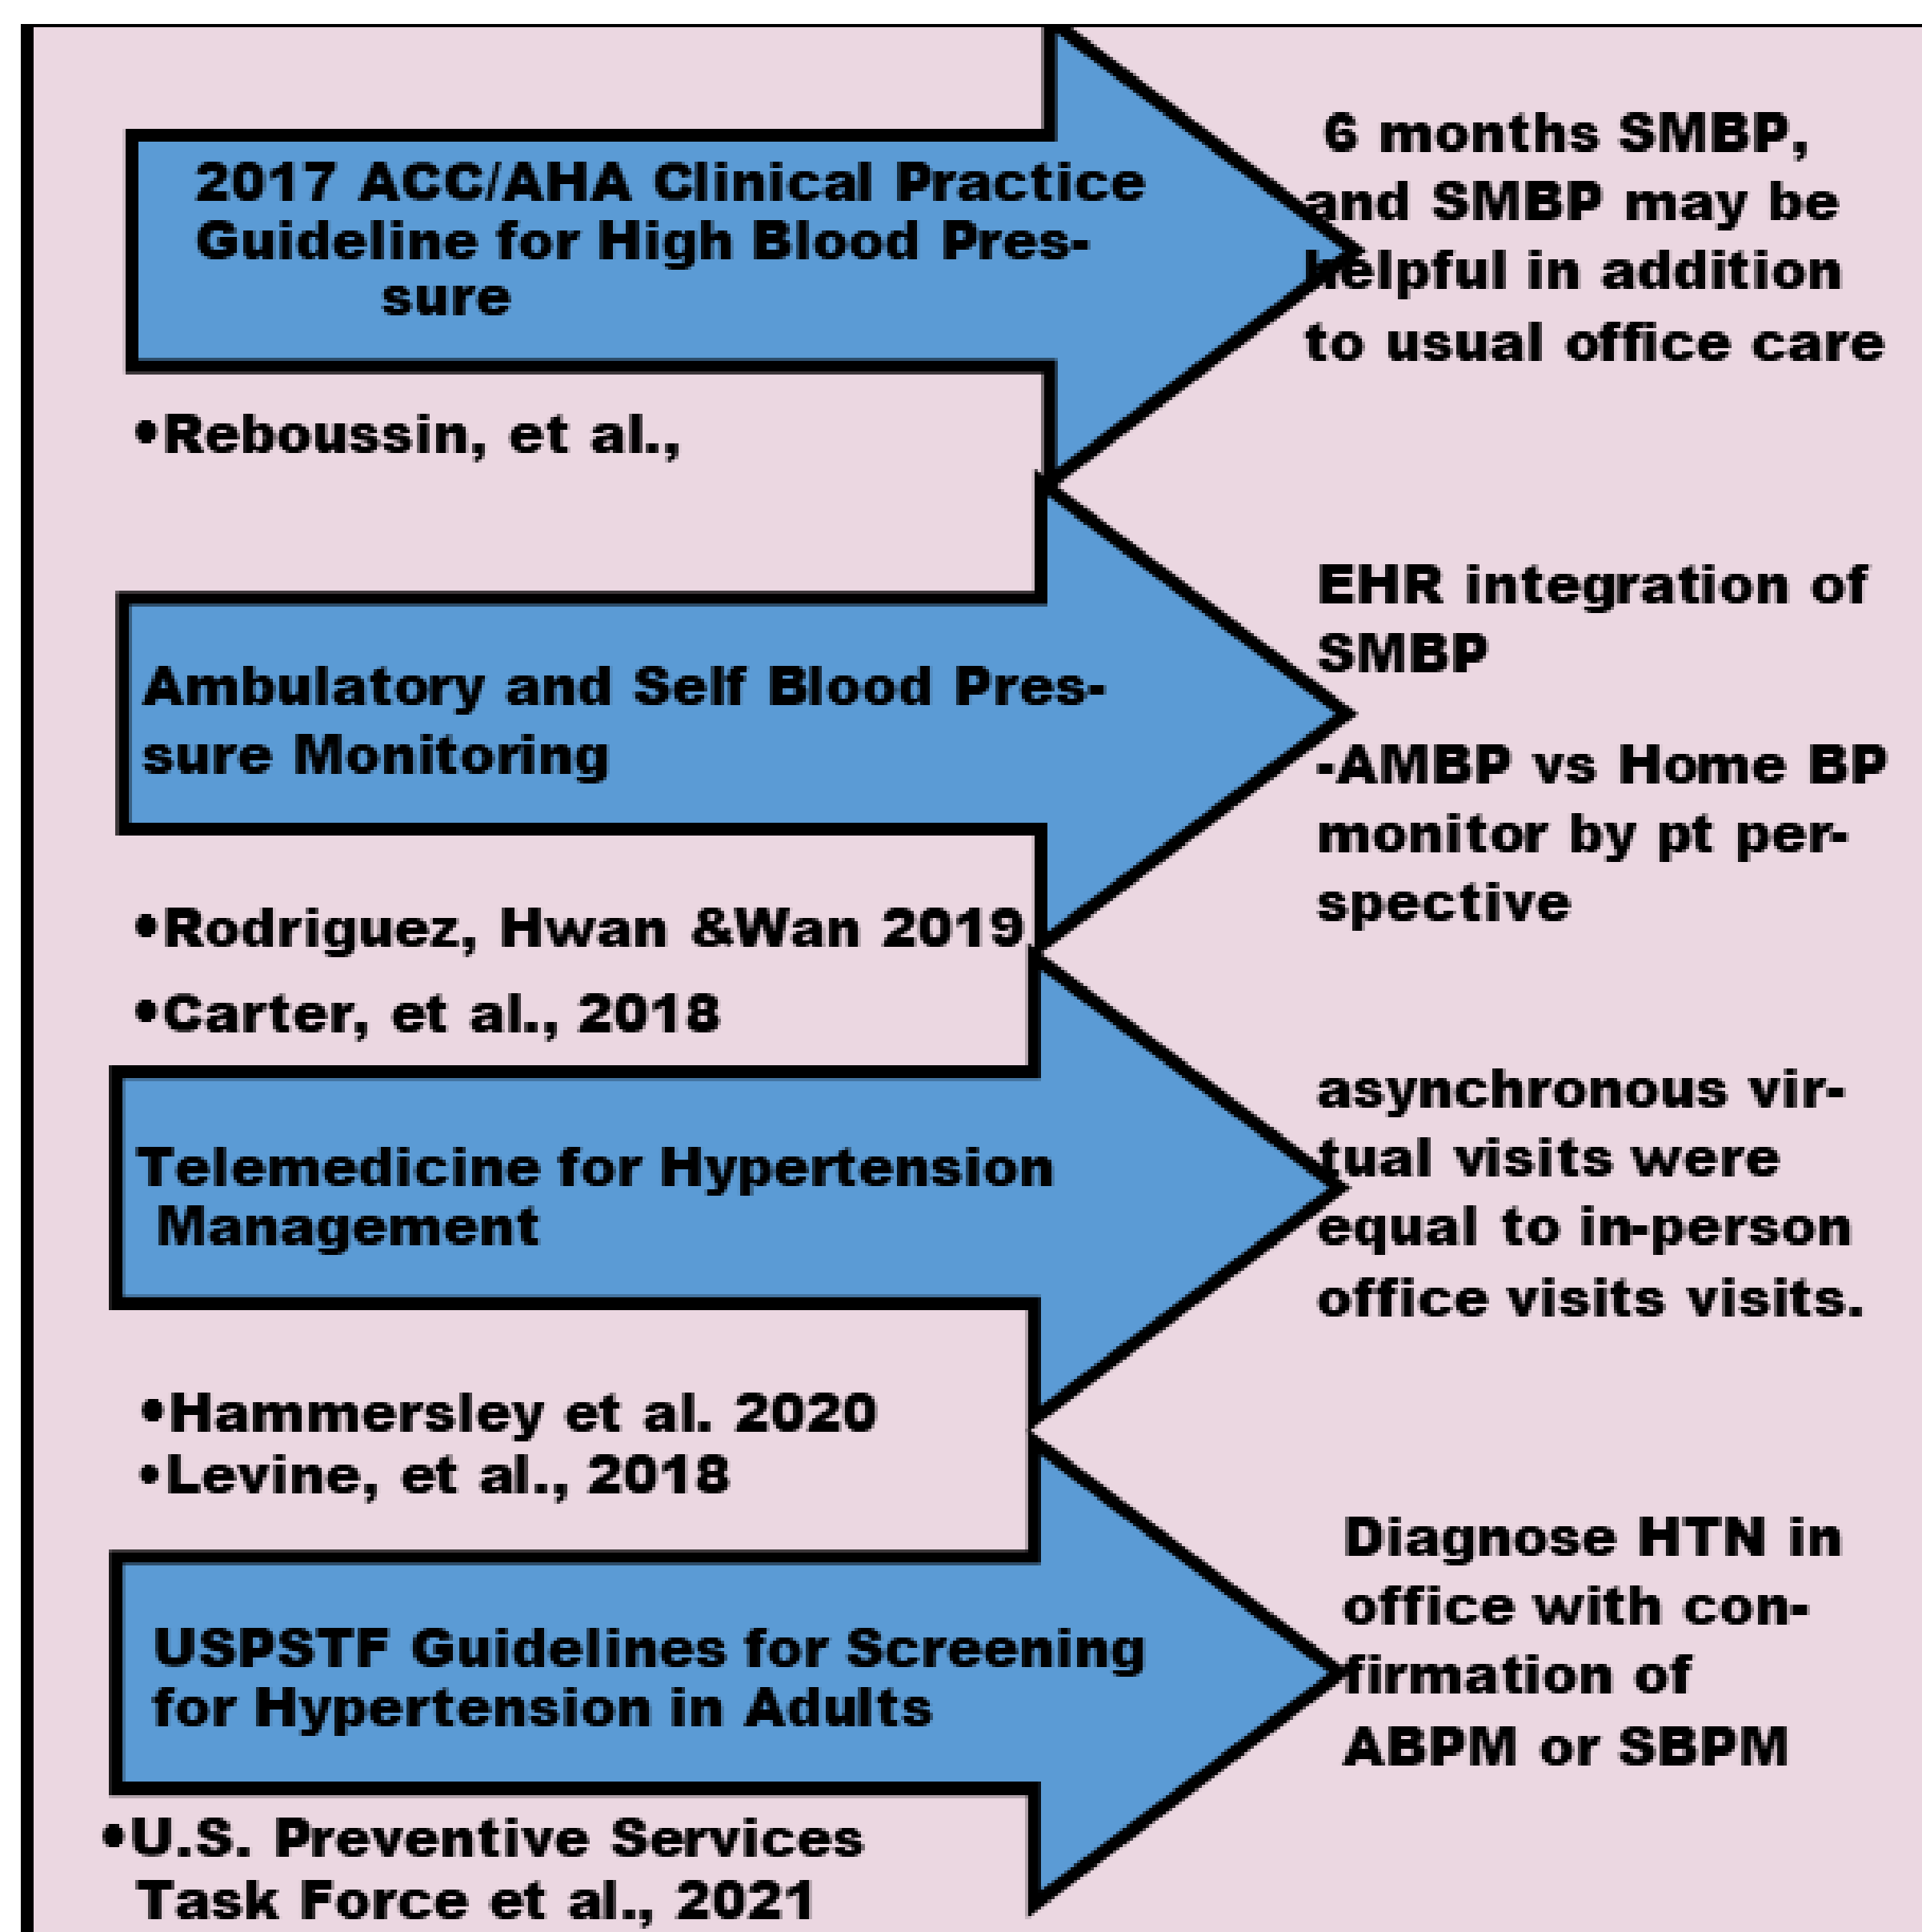 2017 ACC/AHA Clinical Practice
Guideline for High Blood Pres-
sure
6 months SMBP,
and SMBP may be
helpful in addition
to usual office care
•Reboussin, et al.,
Ambulatory and Self Blood Pres-
sure Monitoring
EHR integration of
SMBP
-AMBP vs Home BP
monitor by pt per-
spective
•Rodriguez, Hwan &Wan 2019
•Carter, et al., 2018
Telemedicine for Hypertension
Management
asynchronous vir-
tual visits were
equal to in-person
office visits visits.
•Hammersley et al. 2020
•Levine, et al., 2018
USPSTF Guidelines for Screening
for Hypertension in Adults
Diagnose HTN in
office with con-
firmation of
ABPM or SBPM
•U.S. Preventive Services
Task Force et al., 2021